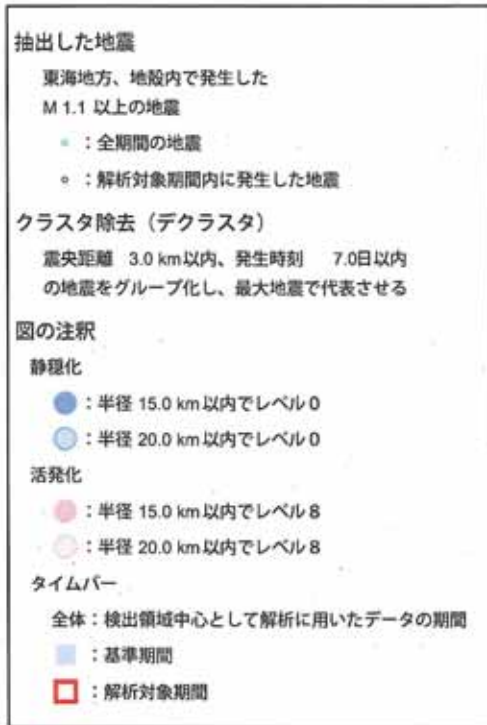 抽出した地震
東海地方、地殻内で発生した
M 1.1 以上の地震
：全期間の地震
：解析対象期間内に発生した地震
クラスタ除去（デクラスタ）
震央距離 3.0 km以内、発生時刻 7.0日以内
の地震をグループ化し、最大地震で代表させる
図の注釈
静穏化
：半径 15.0 km以内でレベル 0
：半径 20.0 km以内でレベル 0
活発化
：半径 15.0 km以内でレベル 8
：半径 20.0 km以内でレベル 8
タイムバー
全体：検出領域中心として解析に用いたデータの期間
：基準期間
：解析対象期間